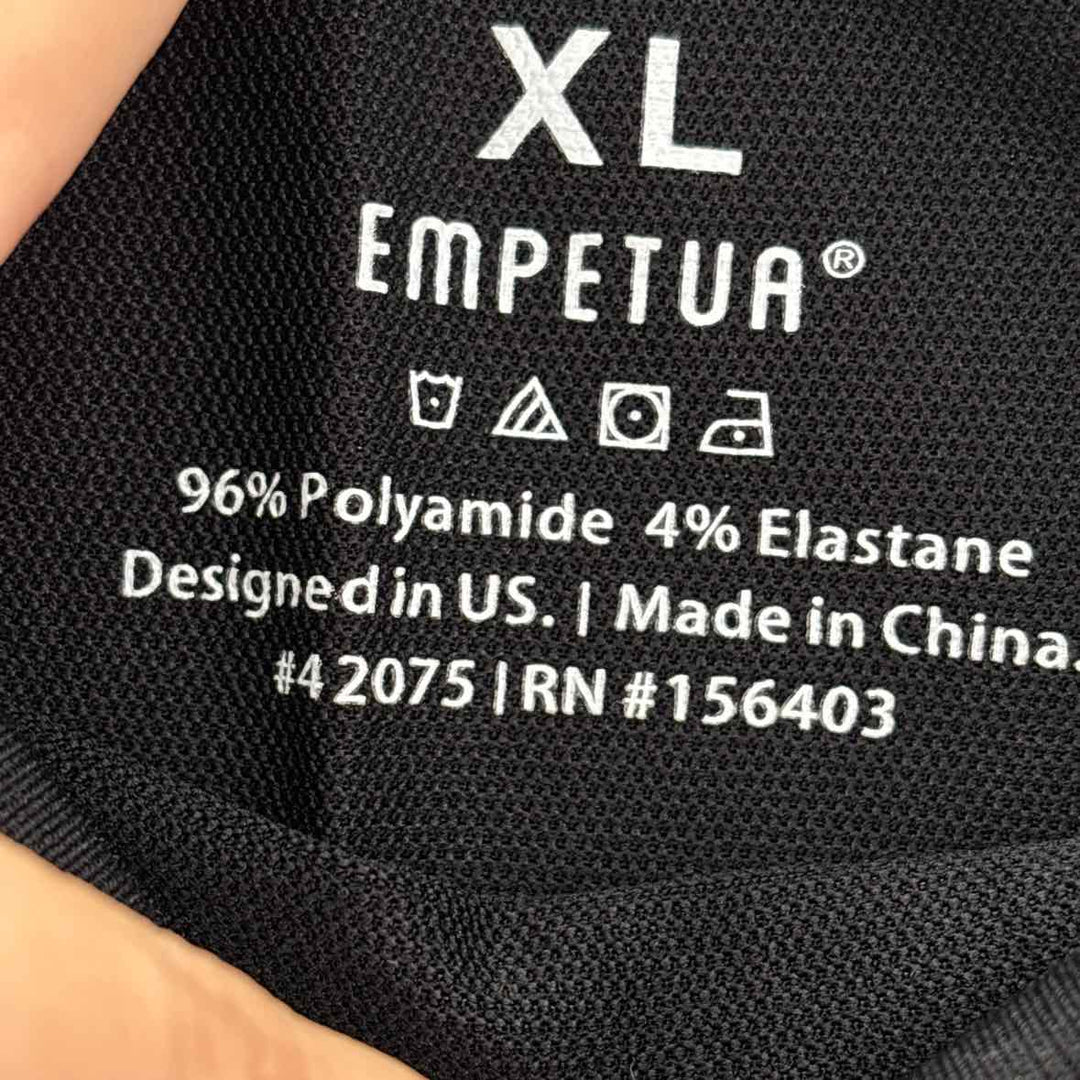 XL
EMPETUA®
96% Polyamide 4% Elastane
Designed in US. | Made in China.
#42075 | RN #156403